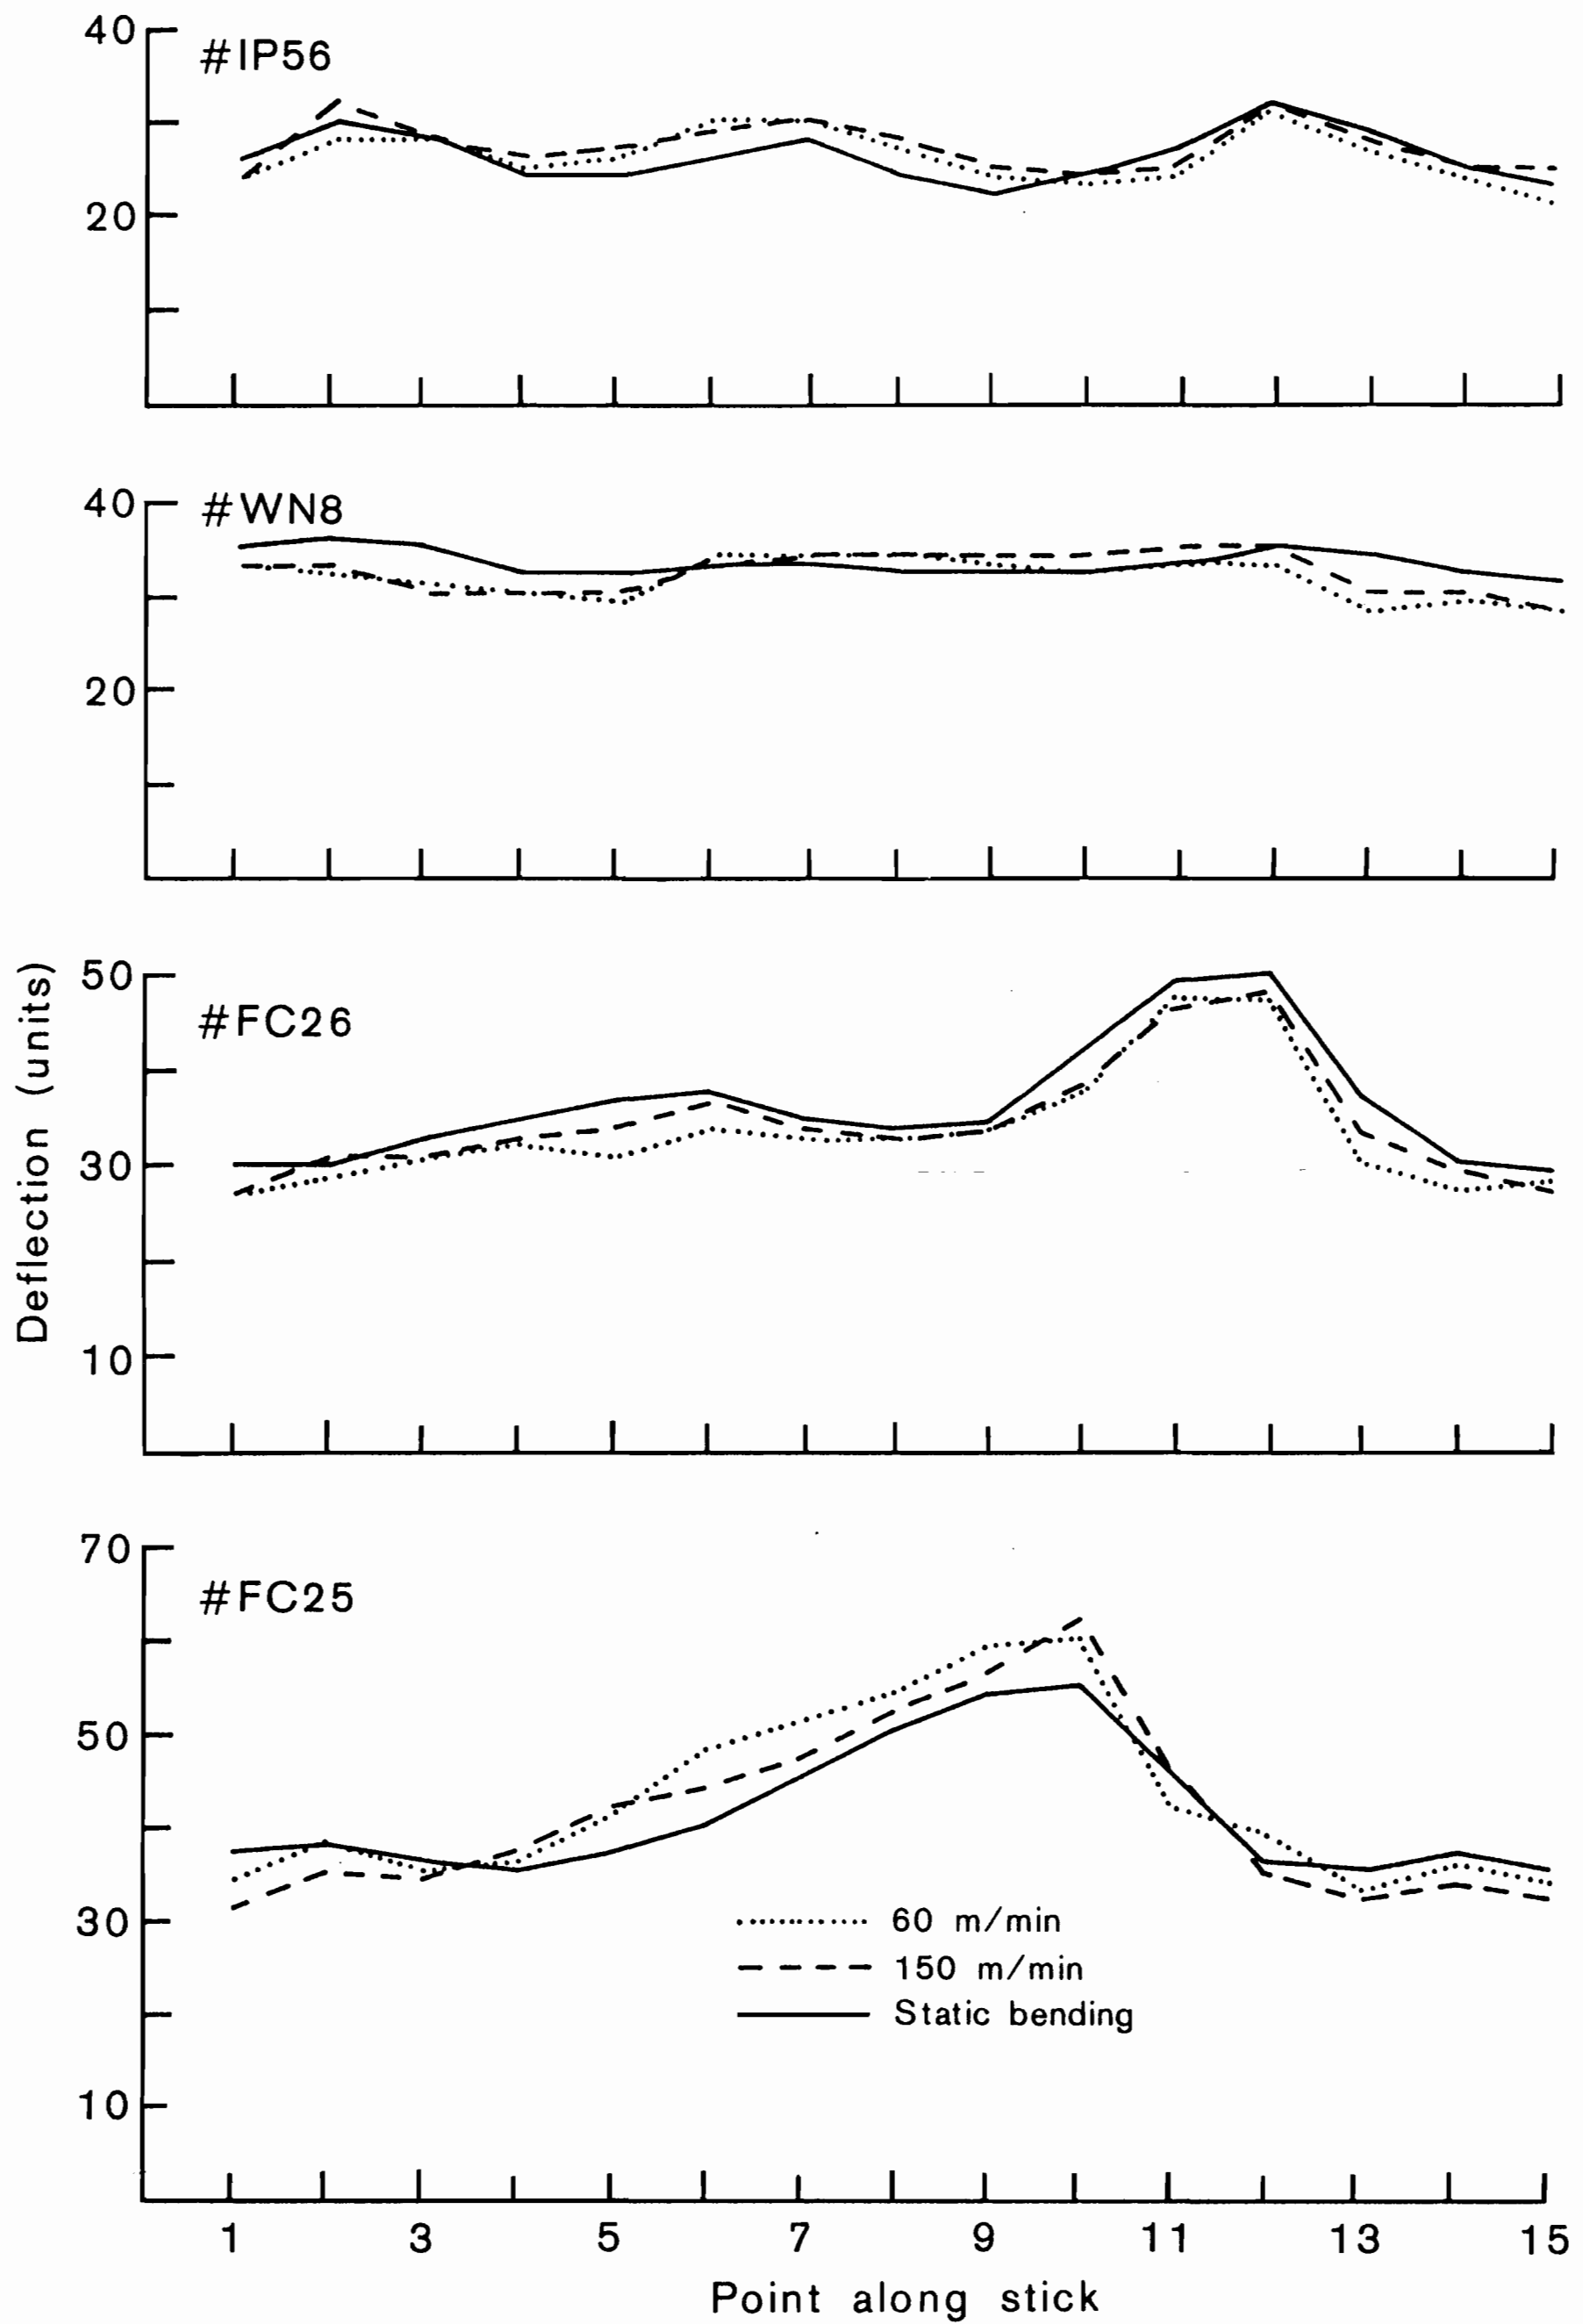 40
#IP56
20
40
#WN8
20
50
#FC26
30
10
Deflection (units)
70
#FC25
50
30
60 m/min
150 m/min
Static bending
10
1 3 5 7 9 11 13 15
Point along stick